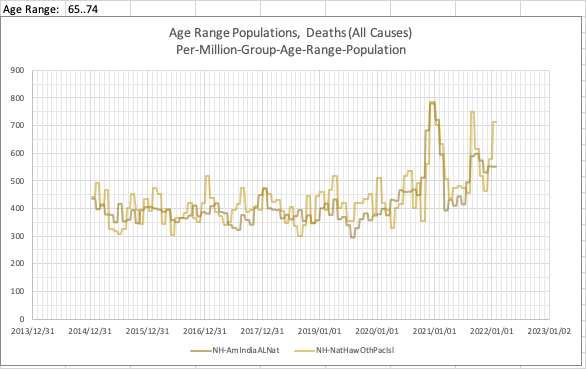 Age Range: 65..74
Age Range Populations, Deaths (All Causes)
Per-Million-Group-Age-Range-Population
900
800
700
600
500
400
300
200
100
0
2013/12/31 2014/12/31 2015/12/31 2016/12/31 2017/12/31 2019/01/01 2020/01/01 2021/01/01 2022/01/01 2023/01/02
NH-AmIndiaALNat NH-NatHawOthPacIsl